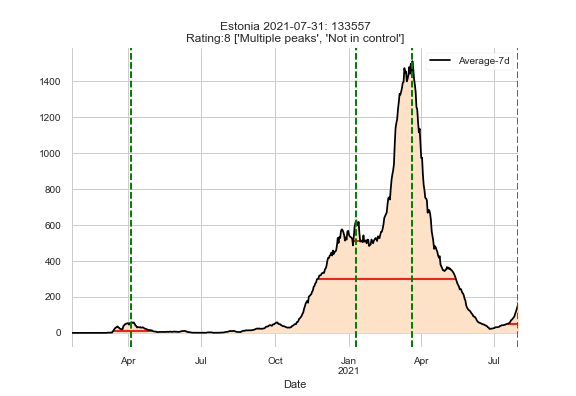 Estonia 2021-07-31: 133557
Rating:8 ['Multiple peaks', 'Not in control']
Average-7d
1400
1200
1000
800
600
400
200
0
Apr
Jul
Oct
Jan
2021
Apr
Jul
Date